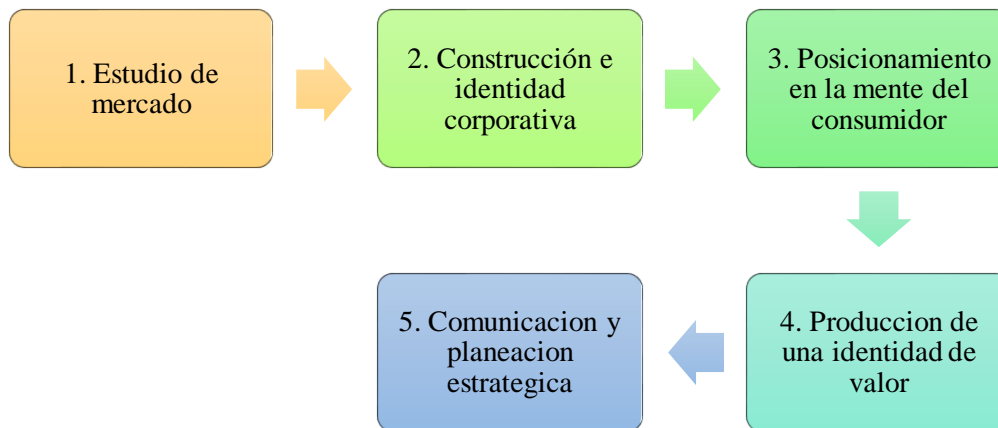 1. Estudio de
mercado
2. Construcción e
identidad
corporativa
3. Posicionamiento
en la mente del
consumidor
4. Produccion de
una identidad de
valor
5. Comunicacion y
planeacion
estrategica